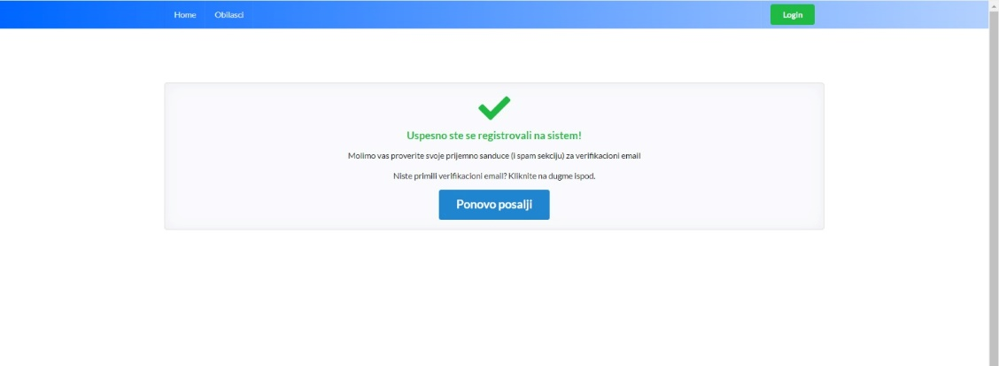 Home Obilasci Login
Uspesno ste se registrovali na sistem!
Molimo vas proverite svoje prijemno sanduce (i spam sekciju) za verifikacioni email
Niste primili verifikacioni email? Kliknite na dugme ispod.
Ponovo posalji